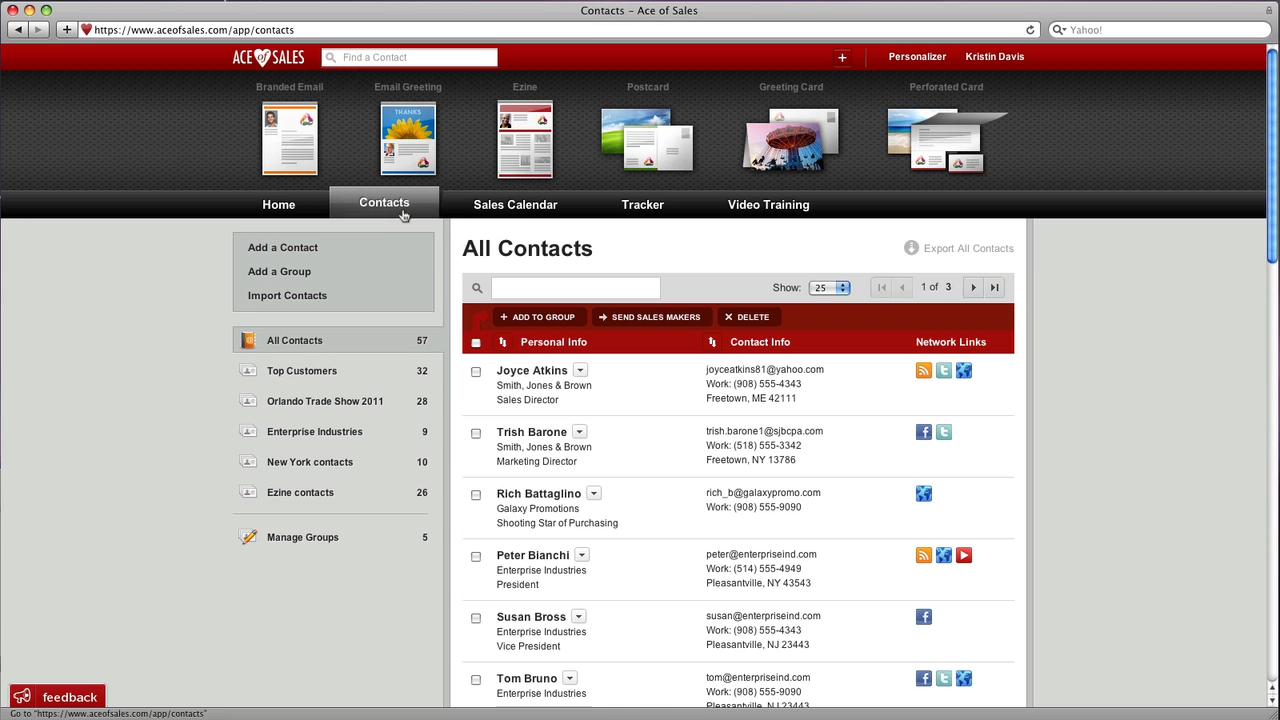 Contacts – Ace of Sales
https://www.aceofsales.com/app/contacts
Yahoo!
ACE of SALES
Find a Contact
Personalizer
Kristin Davis
Branded Email
Email Greeting
Ezine
Postcard
Greeting Card
Perforated Card
THANKS
Home
Contacts
Sales Calendar
Tracker
Video Training
Add a Contact
Add a Group
Import Contacts
All Contacts 57
Top Customers 32
Orlando Trade Show 2011 28
Enterprise Industries 9
New York contacts 10
Ezine contacts 26
Manage Groups 5
All Contacts
Export All Contacts
Show: 25
1 of 3
ADD TO GROUP
SEND SALES MAKERS
DELETE
Personal Info
Contact Info
Network Links
Joyce Atkins
Smith, Jones & Brown
Sales Director
joyceatkins81@yahoo.com
Work: (908) 555-4343
Freetown, ME 42111
Trish Barone
Smith, Jones & Brown
Marketing Director
trish.barone1@sjbcpa.com
Work: (518) 555-3342
Freetown, NY 13786
Rich Battaglino
Galaxy Promotions
Shooting Star of Purchasing
rich_b@galaxypromo.com
Work: (908) 555-9090
Peter Bianchi
Enterprise Industries
President
peter@enterpriseind.com
Work: (514) 555-4949
Pleasantville, NY 43543
Susan Bross
Enterprise Industries
Vice President
susan@enterpriseind.com
Work: (908) 555-4343
Pleasantville, NJ 23443
Tom Bruno
Enterprise Industries
tom@enterpriseind.com
Work: (908) 555-9090
Pleasantville, NJ 23443
feedback
Go to "https://www.aceofsales.com/app/contacts"